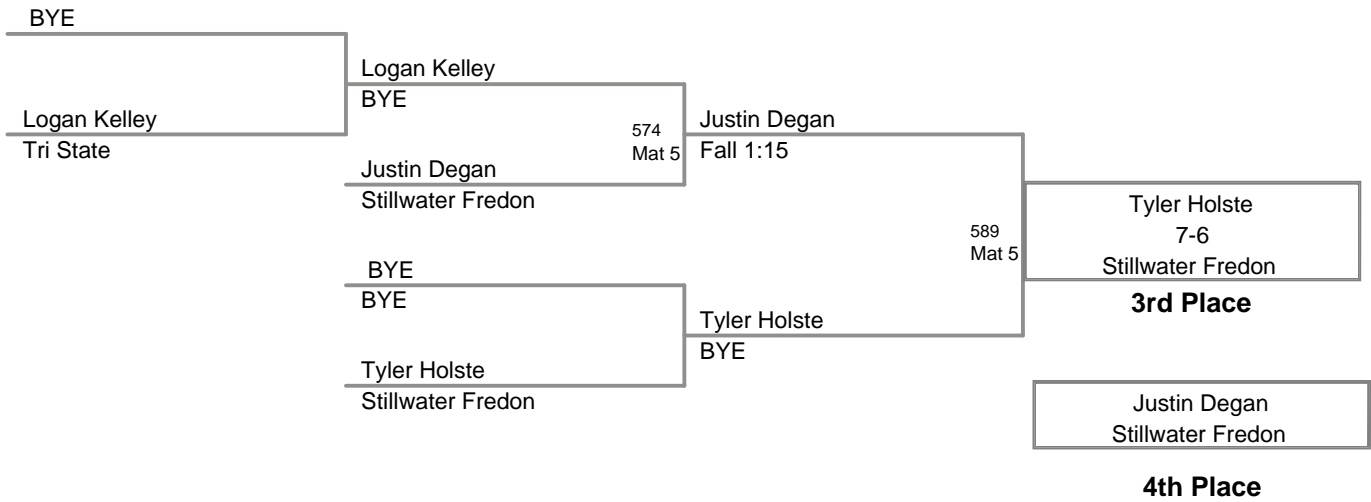 BYE
Logan Kelley
Tri State
Logan Kelley
BYE
Justin Degan
Stillwater Fredon
BYE
BYE
Tyler Holste
Stillwater Fredon
574
Mat 5
Justin Degan
Fall 1:15
Tyler Holste
BYE
589
Mat 5
Tyler Holste
7-6
Stillwater Fredon
3rd Place
Justin Degan
Stillwater Fredon
4th Place